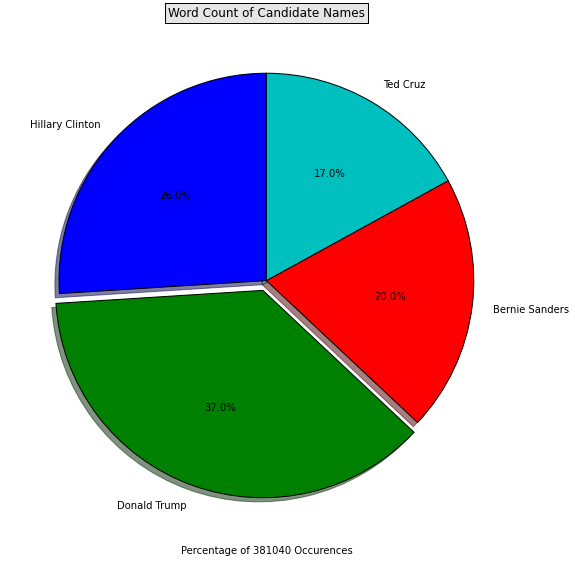 Word Count of Candidate Names
Ted Cruz
Hillary Clinton
17.0%
26.0%
20.0%
Bernie Sanders
37.0%
Donald Trump
Percentage of 381040 Occurences